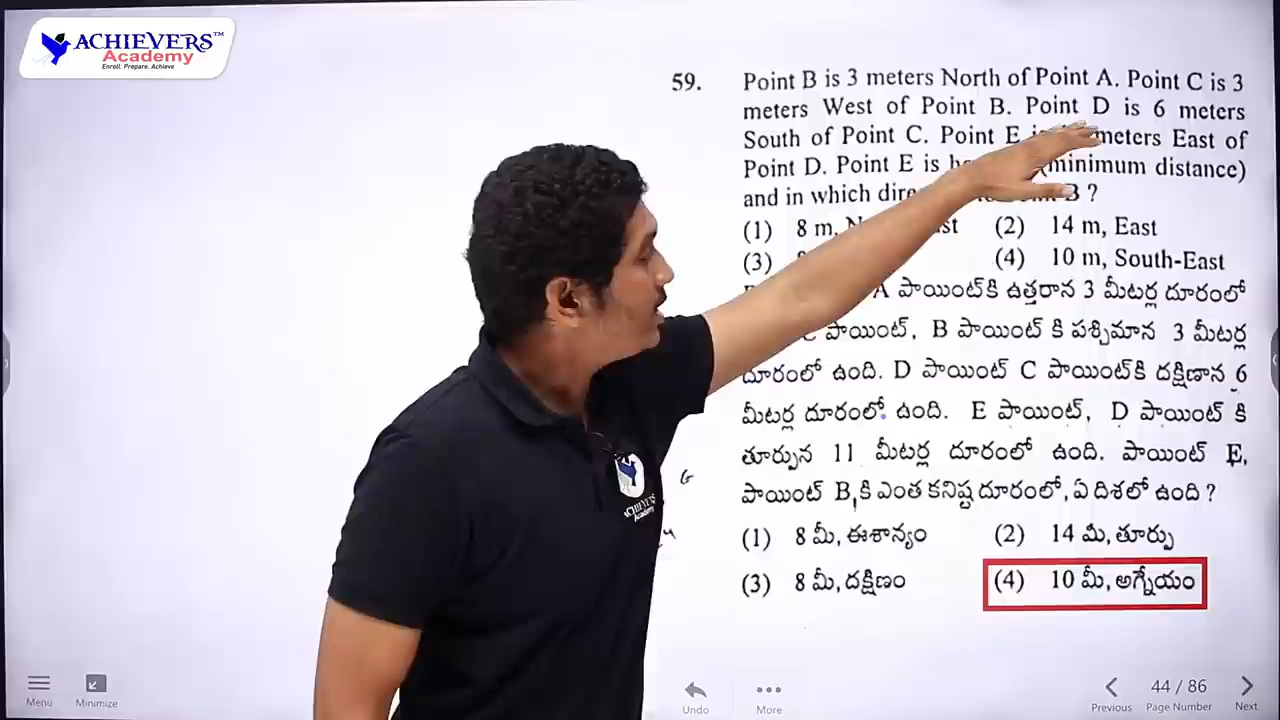 ACHIEVERS™
Academy
Enroll. Prepare. Achieve
59. Point B is 3 meters North of Point A. Point C is 3
meters West of Point B. Point D is 6 meters
South of Point C. Point E meters East of
Point D. Point E is (minimum distance)
and in which B ?
(1) 8 m, (2) 14 m, East
(3) (4) 10 m, South-East
A పాయింట్‌కి ఉత్తరాన 3 మీటర్ల దూరంలో
పాయింట్, B పాయింట్ కి పశ్చిమాన 3 మీటర్ల
దూరంలో ఉంది. D పాయింట్ C పాయింట్‌కి దక్షిణాన 6
మీటర్ల దూరంలో ఉంది. E పాయింట్, D పాయింట్ కి
తూర్పున 11 మీటర్ల దూరంలో ఉంది. పాయింట్ E,
పాయింట్ B కి ఎంత కనిష్ట దూరంలో, ఏ దిశలో ఉంది ?
(1) 8 మీ, ఈశాన్యం (2) 14 మీ, తూర్పు
(3) 8 మీ, దక్షిణం (4) 10 మీ, అగ్నేయం
ACHIEVERS
Academy
Menu Minimize Undo More Previous 44 / 86 Page Number Next